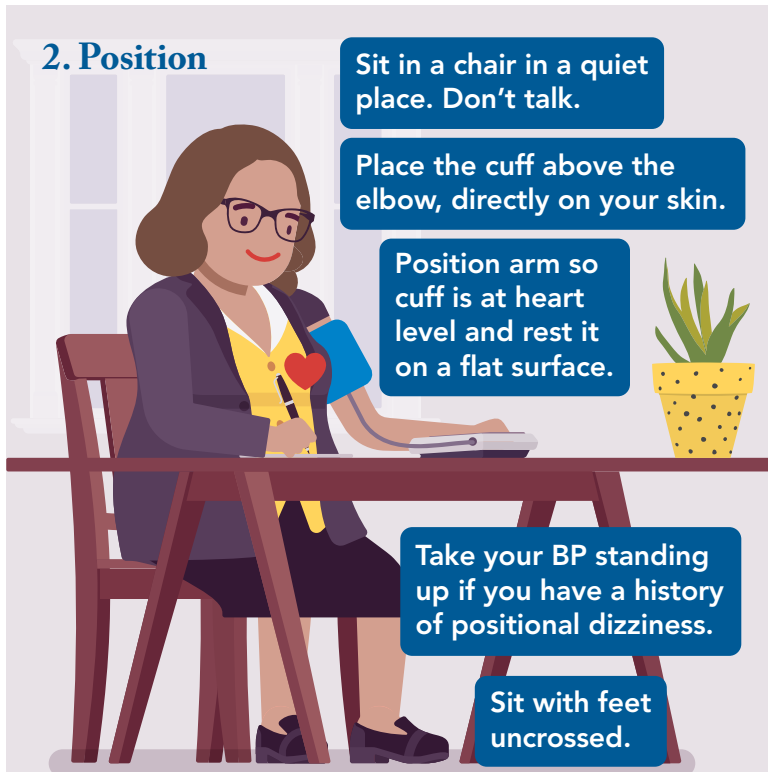 2. Position
Sit in a chair in a quiet
place. Don’t talk.
Place the cuff above the
elbow, directly on your skin.
Position arm so
cuff is at heart
level and rest it
on a flat surface.
Take your BP standing
up if you have a history
of positional dizziness.
Sit with feet
uncrossed.